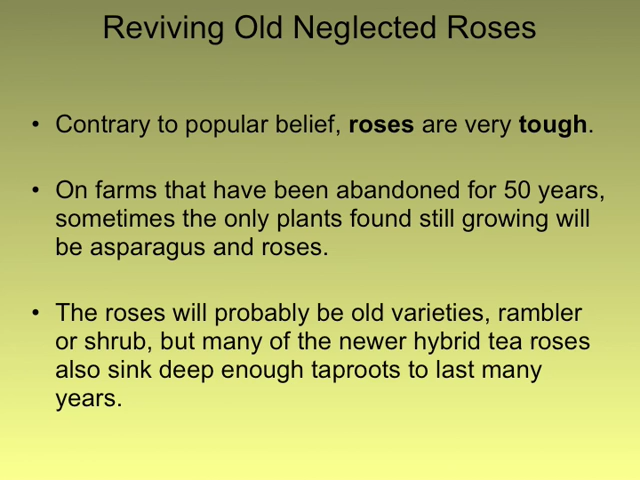 Reviving Old Neglected Roses
• Contrary to popular belief, roses are very tough.
• On farms that have been abandoned for 50 years,
sometimes the only plants found still growing will
be asparagus and roses.
• The roses will probably be old varieties, rambler
or shrub, but many of the newer hybrid tea roses
also sink deep enough taproots to last many
years.